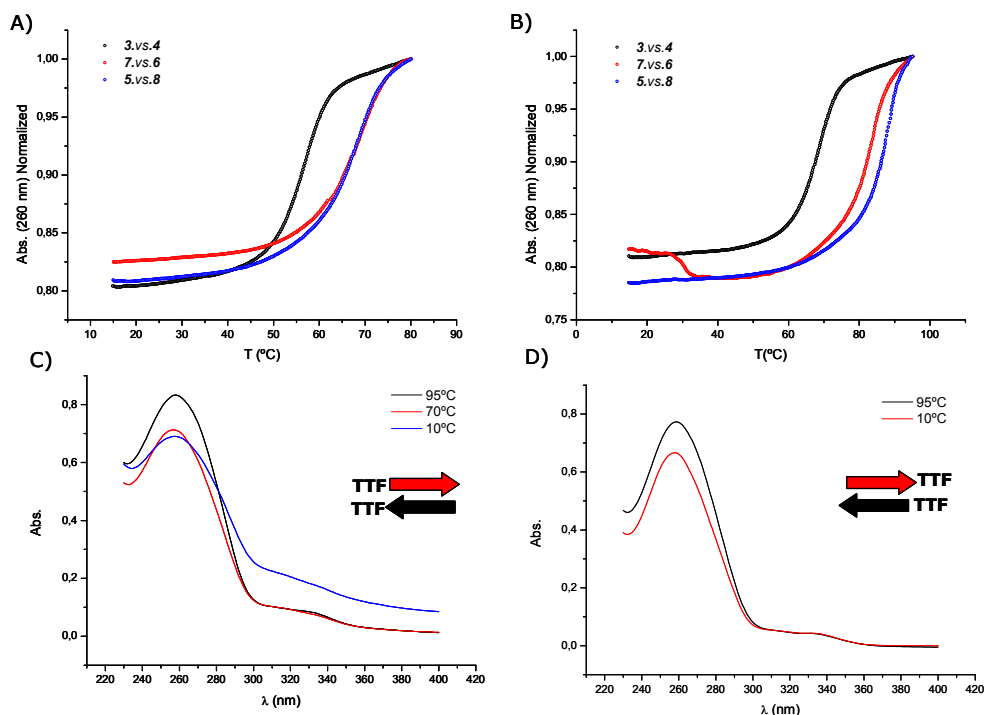 A)
3.vs.4
7.vs.6
5.vs.8
1,00
0,95
0,90
0,85
0,80
Abs. (260 nm) Normalized
10 20 30 40 50 60 70 80 90
T (ºC)
B)
3.vs.4
7.vs.6
5.vs.8
1,00
0,95
0,90
0,85
0,80
0,75
Abs. (260 nm) Normalized
0 20 40 60 80 100
T(ºC)
C)
95ºC
70ºC
10ºC
TTF
TTF
0,8
0,6
0,4
0,2
0,0
Abs.
220 240 260 280 300 320 340 360 380 400 420
λ (nm)
D)
95ºC
10ºC
TTF
TTF
0,8
0,6
0,4
0,2
0,0
Abs.
220 240 260 280 300 320 340 360 380 400 420
λ (nm)